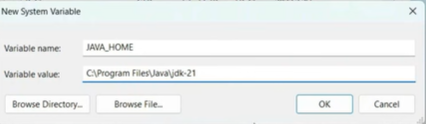 New System Variable
Variable name: JAVA_HOME
Variable value: C:\Program Files\Java\jdk-21
Browse Directory... Browse File... OK Cancel